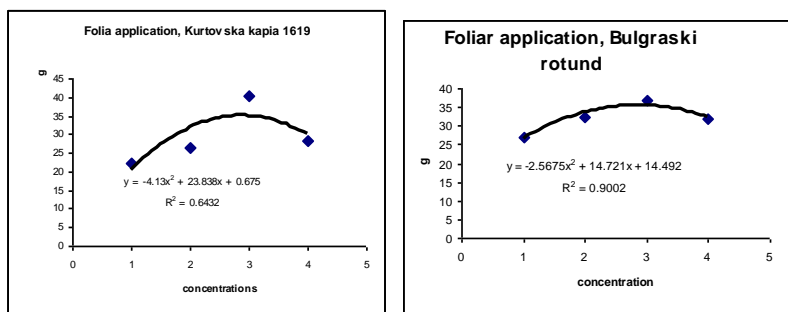 Folia application, Kurtovska kapia 1619
g
45
40
35
30
25
20
15
10
5
0
y = -4.13x² + 23.838x + 0.675
R² = 0.6432
0 1 2 3 4 5
concentrations
Foliar application, Bulgraski
rotund
g
40
35
30
25
20
15
10
5
0
y = -2.5675x² + 14.721x + 14.492
R² = 0.9002
0 1 2 3 4 5
concentration